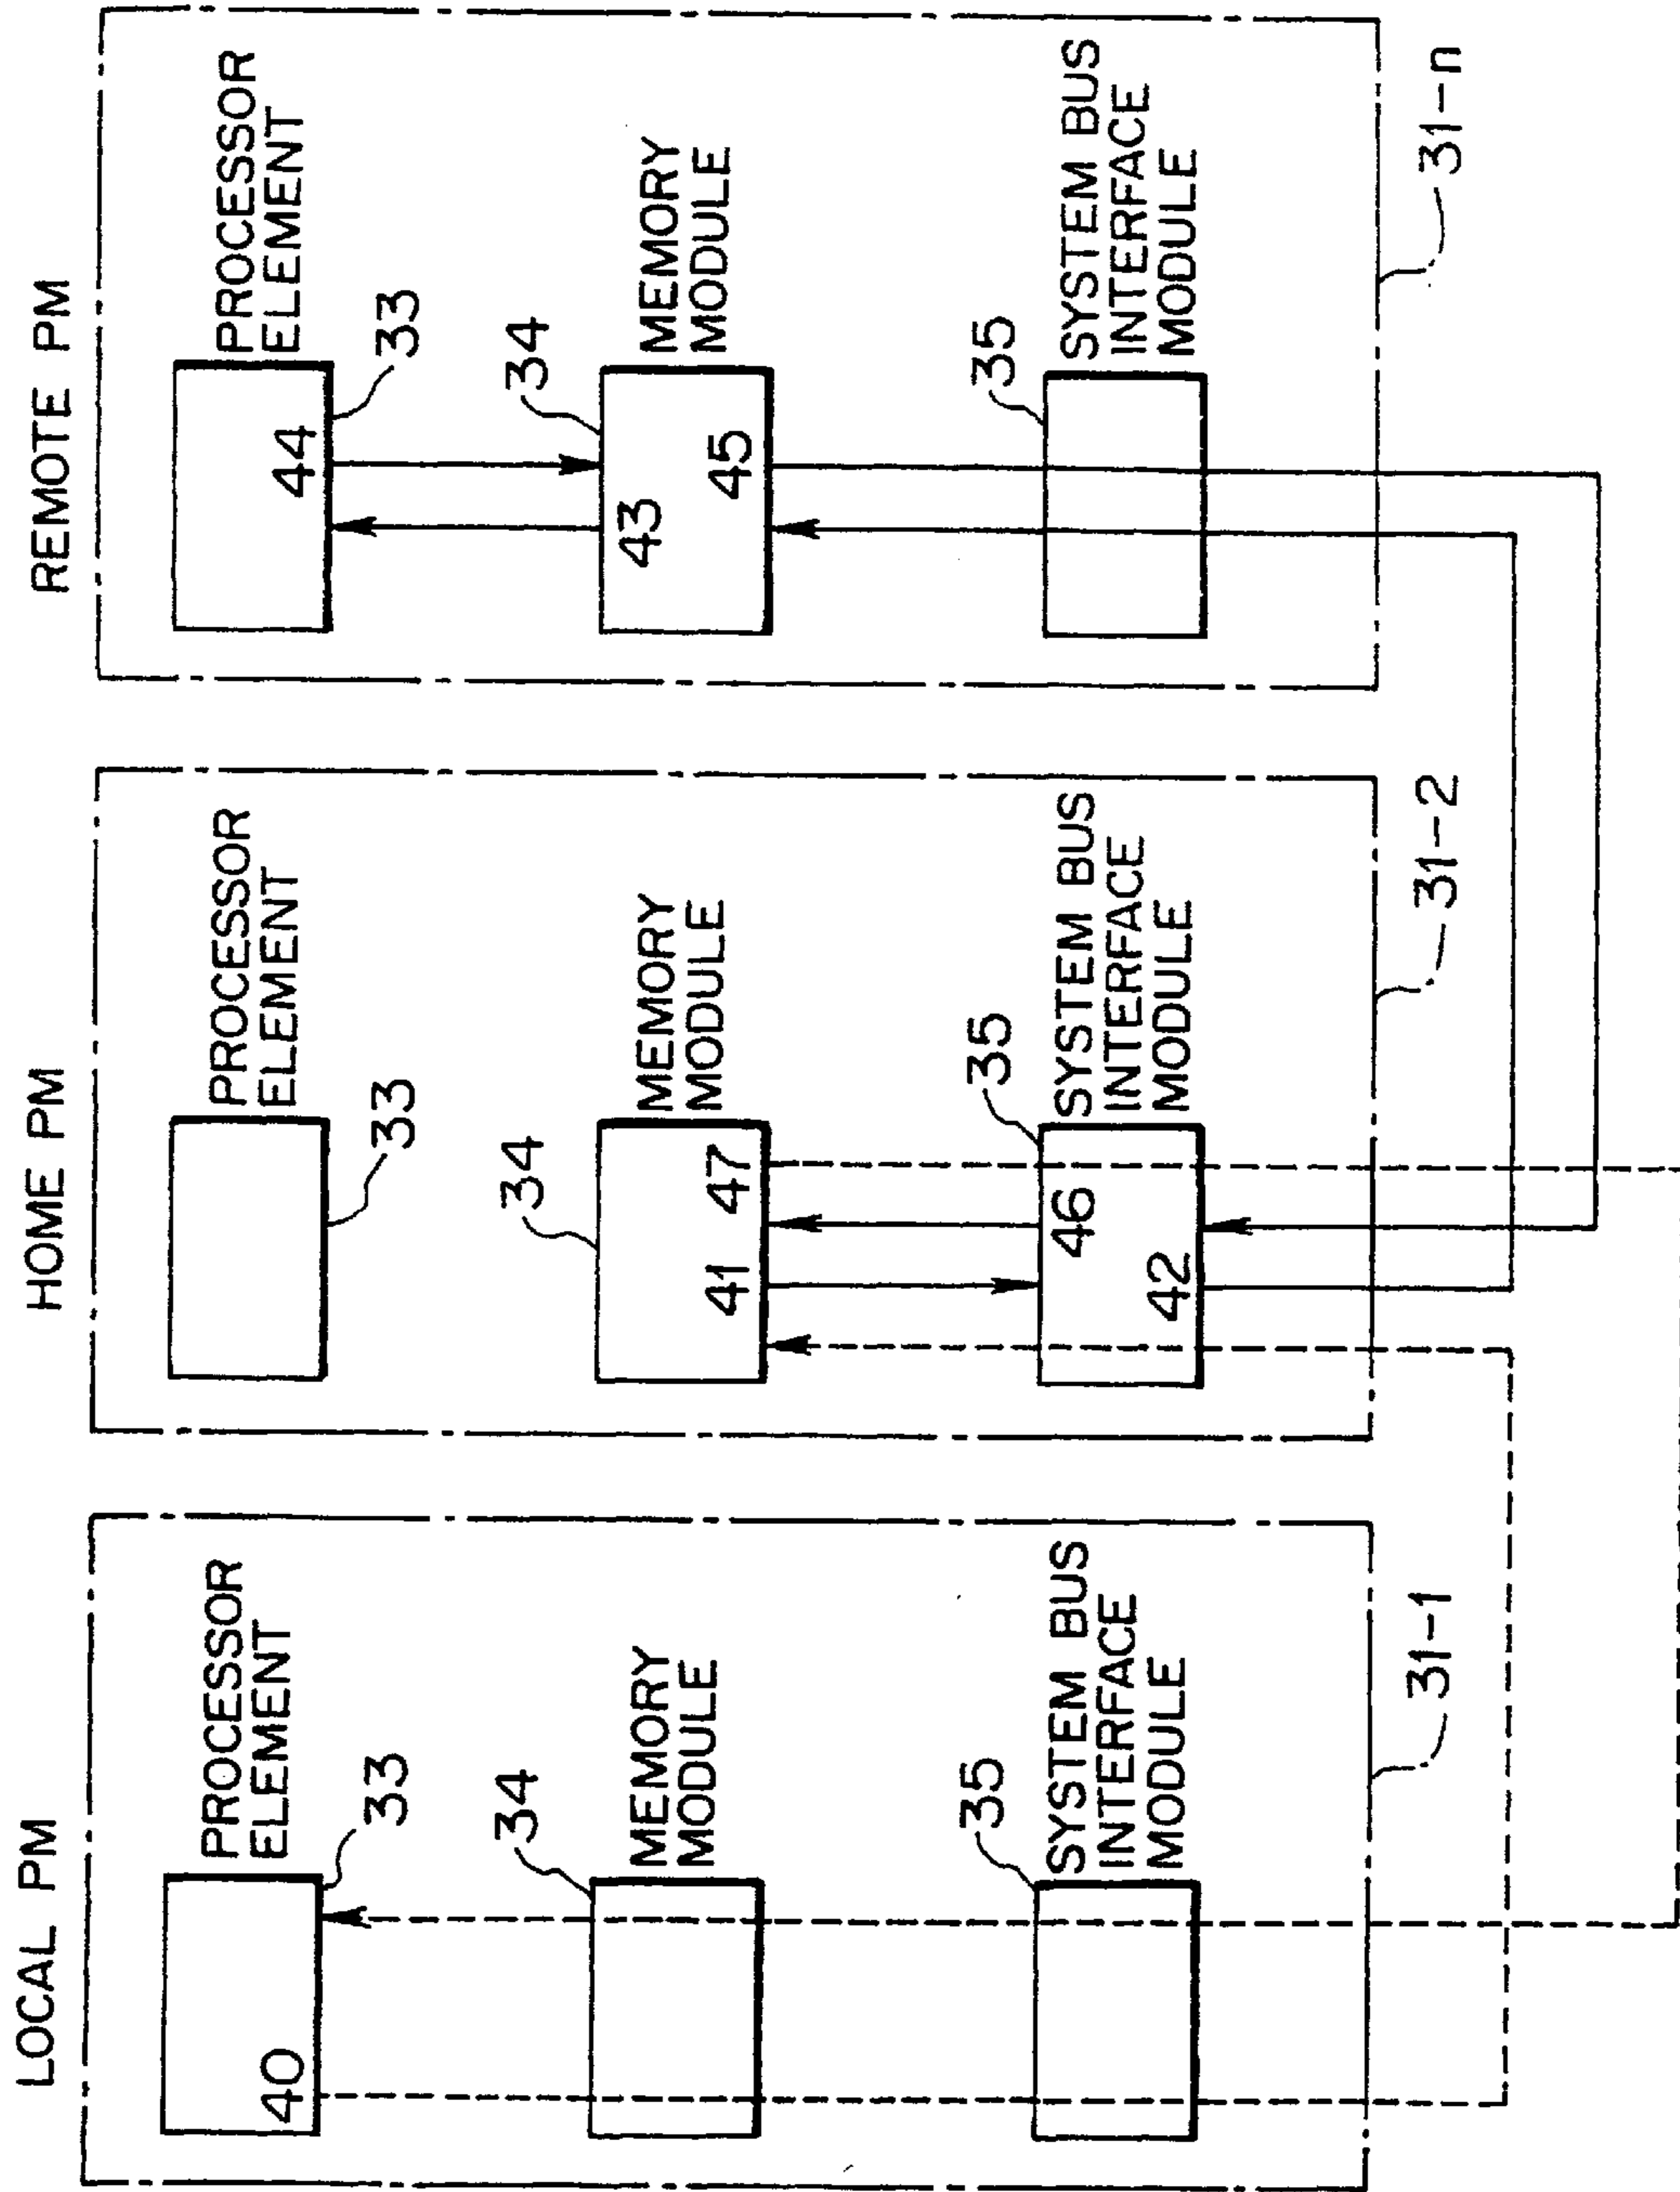 LOCAL PM
PROCESSOR
ELEMENT
40
33
34
MEMORY
MODULE
35
SYSTEM BUS
INTERFACE
MODULE
31-1
HOME PM
PROCESSOR
ELEMENT
33
34
MEMORY
MODULE
41
47
35
SYSTEM BUS
INTERFACE
MODULE
46
42
31-2
REMOTE PM
PROCESSOR
ELEMENT
44
33
34
MEMORY
MODULE
43
45
35
SYSTEM BUS
INTERFACE
MODULE
31-n